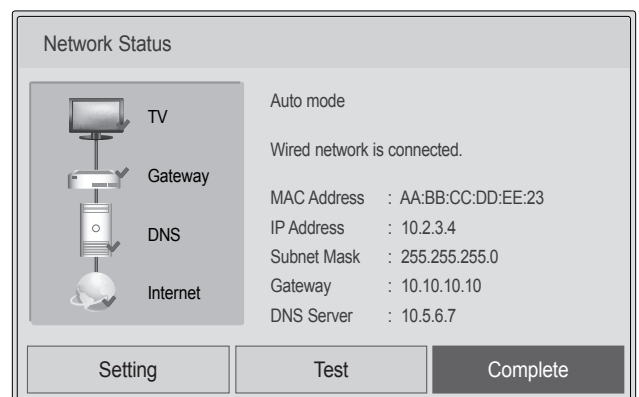 Network Status
TV
Gateway
DNS
Internet
Auto mode
Wired network is connected.
MAC Address : AA:BB:CC:DD:EE:23
IP Address : 10.2.3.4
Subnet Mask : 255.255.255.0
Gateway : 10.10.10.10
DNS Server : 10.5.6.7
Setting
Test
Complete